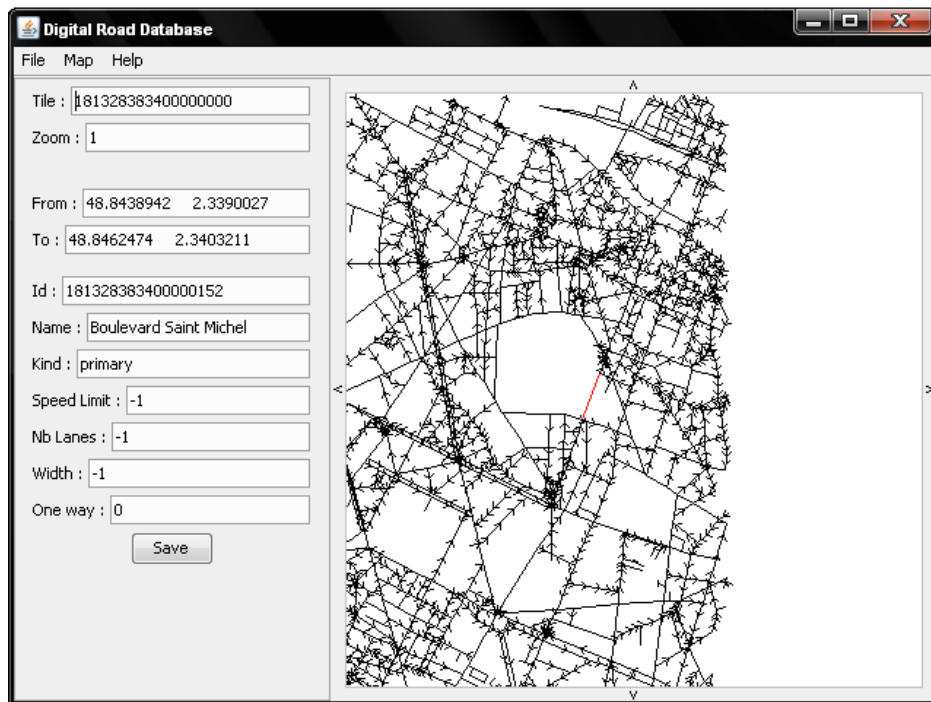 Digital Road Database
File Map Help
Tile : 181328383400000000
Zoom : 1
From : 48.8438942 2.3390027
To : 48.8462474 2.3403211
Id : 181328383400000152
Name : Boulevard Saint Michel
Kind : primary
Speed Limit : -1
Nb Lanes : -1
Width : -1
One way : 0
Save